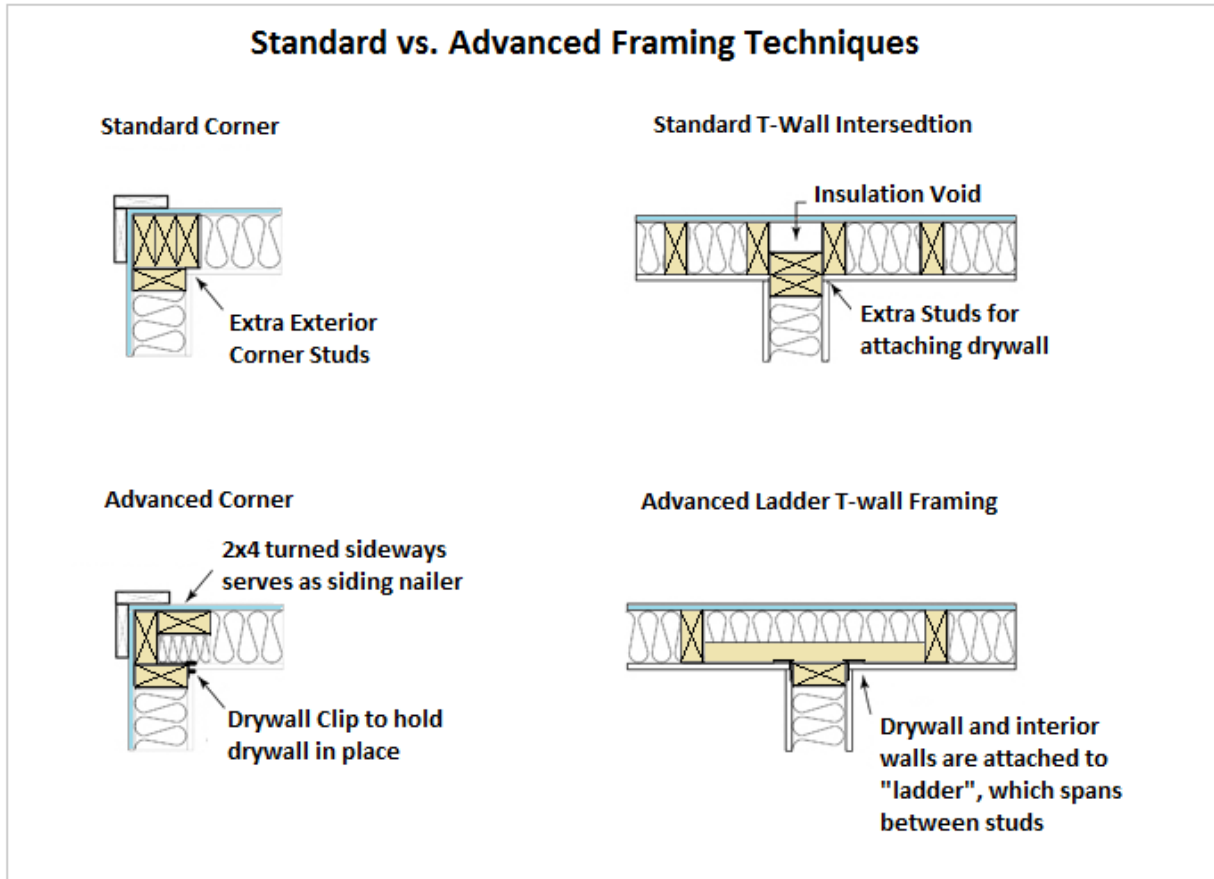 Standard vs. Advanced Framing Techniques
Standard Corner
Extra Exterior
Corner Studs
Standard T-Wall Intersedtion
Insulation Void
Extra Studs for
attaching drywall
Advanced Corner
2x4 turned sideways
serves as siding nailer
Drywall Clip to hold
drywall in place
Advanced Ladder T-wall Framing
Drywall and interior
walls are attached to
"ladder", which spans
between studs